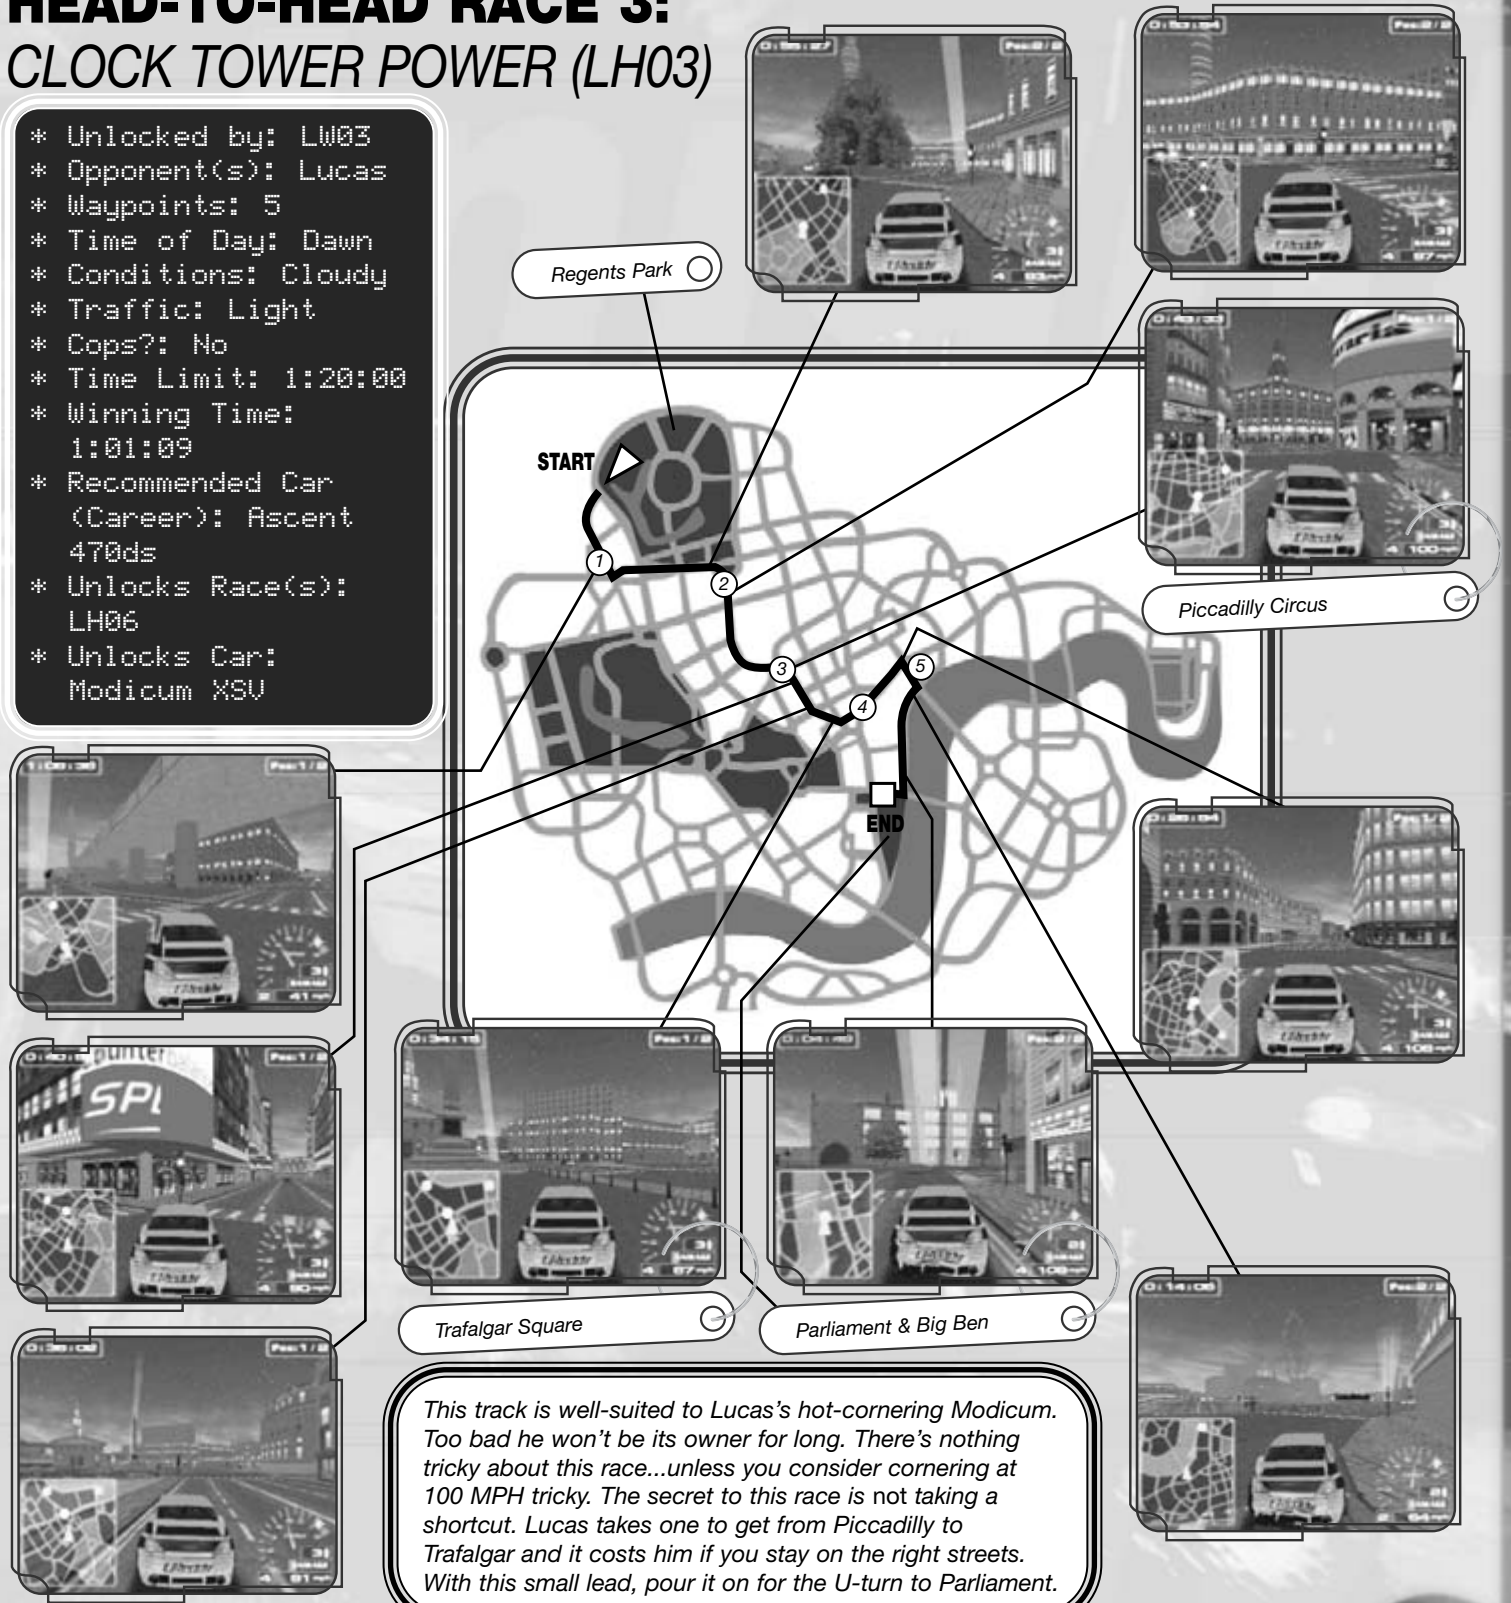 HEAD-TO-HEAD RACE 3:
CLOCK TOWER POWER (LH03)
* Unlocked by: LW03
* Opponent(s): Lucas
* Waypoints: 5
* Time of Day: Dawn
* Conditions: Cloudy
* Traffic: Light
* Cops?: No
* Time Limit: 1:20:00
* Winning Time:
1:01:09
* Recommended Car
(Career): Ascent
470ds
* Unlocks Race(s):
LH06
* Unlocks Car:
Modicum XSV
Regents Park
START
1
2
3
4
5
END
Piccadilly Circus
Trafalgar Square
Parliament & Big Ben
This track is well-suited to Lucas's hot-cornering Modicum.
Too bad he won't be its owner for long. There's nothing
tricky about this race...unless you consider cornering at
100 MPH tricky. The secret to this race is not taking a
shortcut. Lucas takes one to get from Piccadilly to
Trafalgar and it costs him if you stay on the right streets.
With this small lead, pour it on for the U-turn to Parliament.